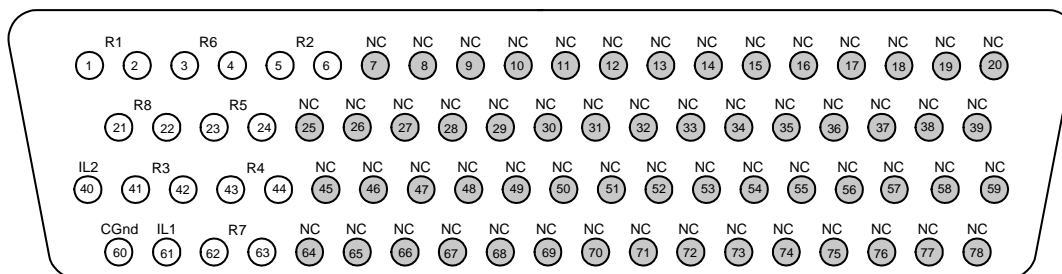 R1 R6 R2 NC NC NC NC NC NC NC NC NC NC NC NC NC NC
1 2 3 4 5 6 7 8 9 10 11 12 13 14 15 16 17 18 19 20
R8 R5 NC NC NC NC NC NC NC NC NC NC NC NC NC NC NC
21 22 23 24 25 26 27 28 29 30 31 32 33 34 35 36 37 38 39
IL2 R3 R4 NC NC NC NC NC NC NC NC NC NC NC NC NC NC NC
40 41 42 43 44 45 46 47 48 49 50 51 52 53 54 55 56 57 58 59
CGnd IL1 R7 NC NC NC NC NC NC NC NC NC NC NC NC NC NC NC
60 61 62 63 64 65 66 67 68 69 70 71 72 73 74 75 76 77 78